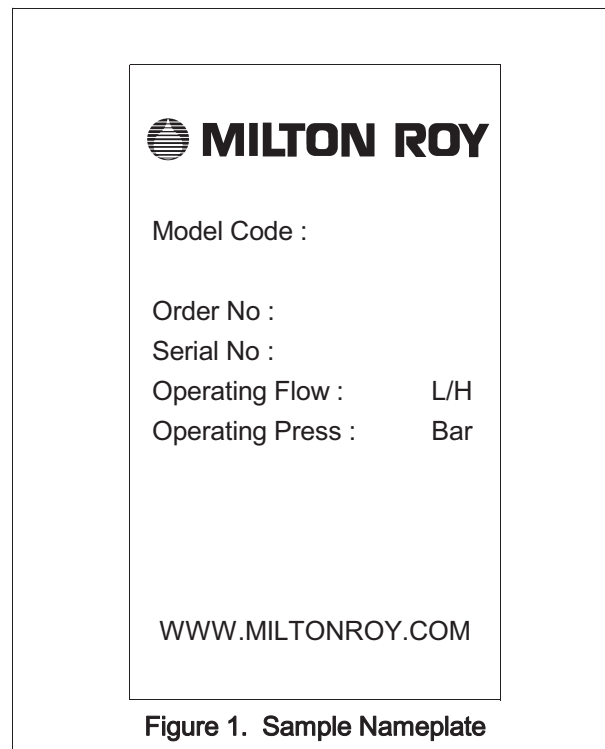 MILTON ROY
Model Code :
Order No :
Serial No :
Operating Flow : L/H
Operating Press : Bar
WWW.MILTONROY.COM
Figure 1. Sample Nameplate